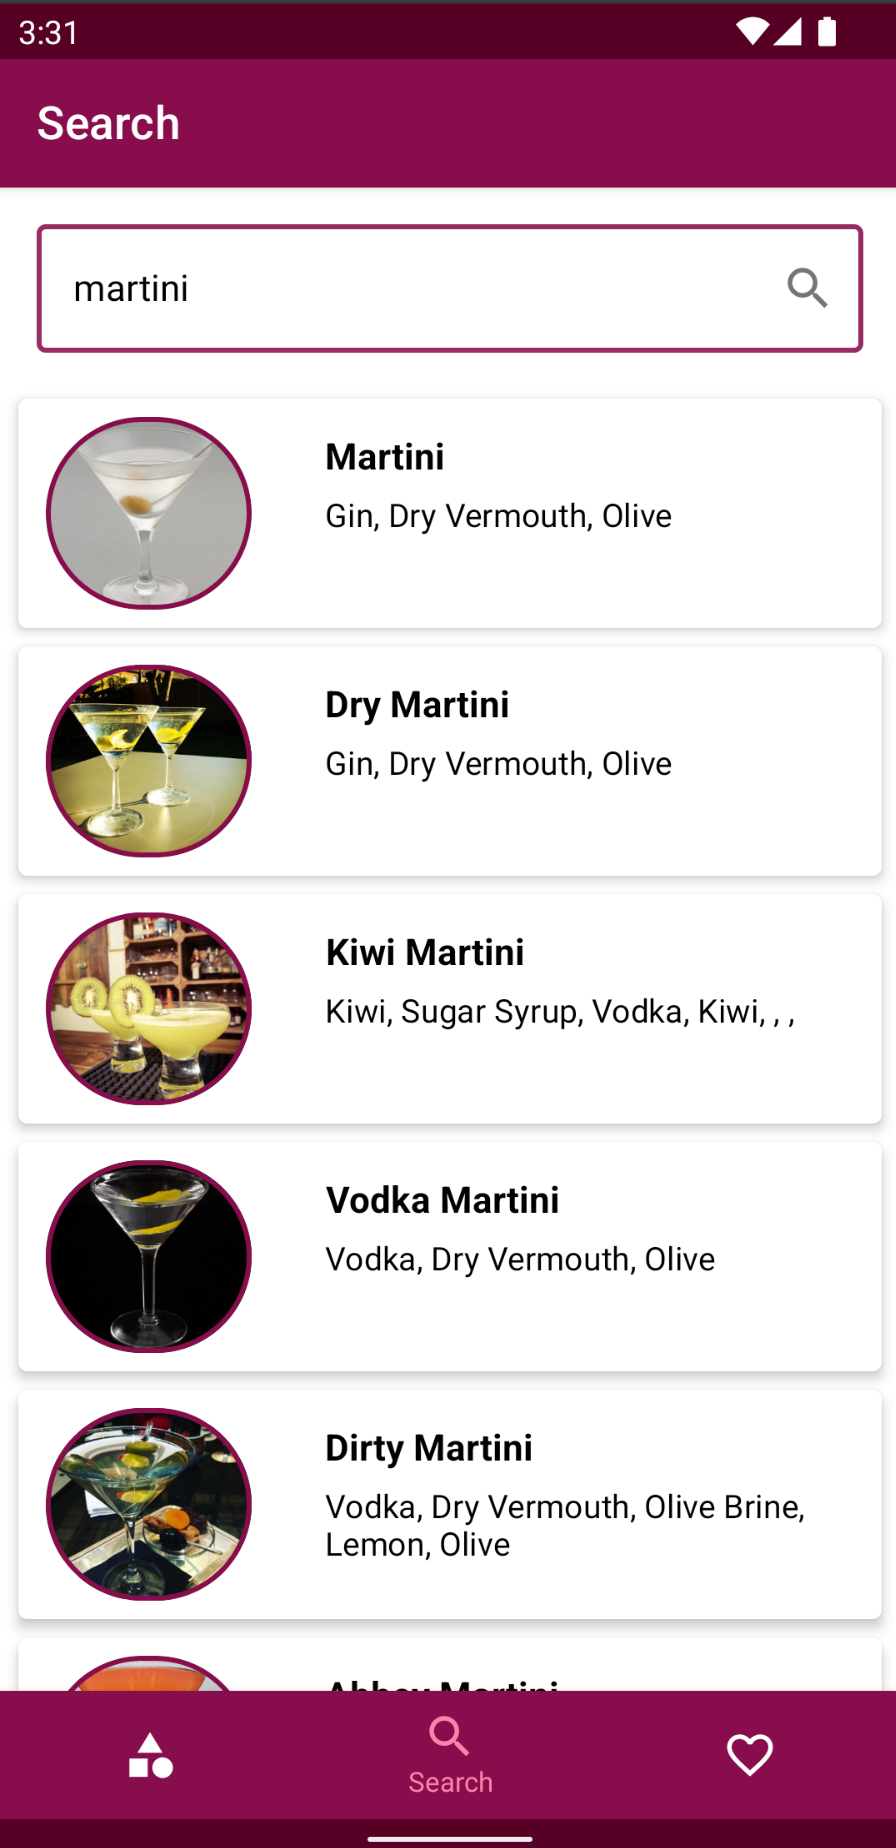 3:31
Search
martini
Martini
Gin, Dry Vermouth, Olive
Dry Martini
Gin, Dry Vermouth, Olive
Kiwi Martini
Kiwi, Sugar Syrup, Vodka, Kiwi, , ,
Vodka Martini
Vodka, Dry Vermouth, Olive
Dirty Martini
Vodka, Dry Vermouth, Olive Brine,
Lemon, Olive
Abbey Martini
Search